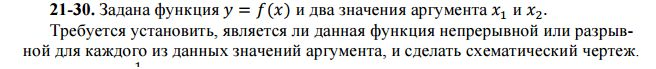 21-30. Задана функция y = f(x) и два значения аргумента x₁ и x₂.
Требуется установить, является ли данная функция непрерывной или разрыв-
ной для каждого из данных значений аргумента, и сделать схематический чертеж.